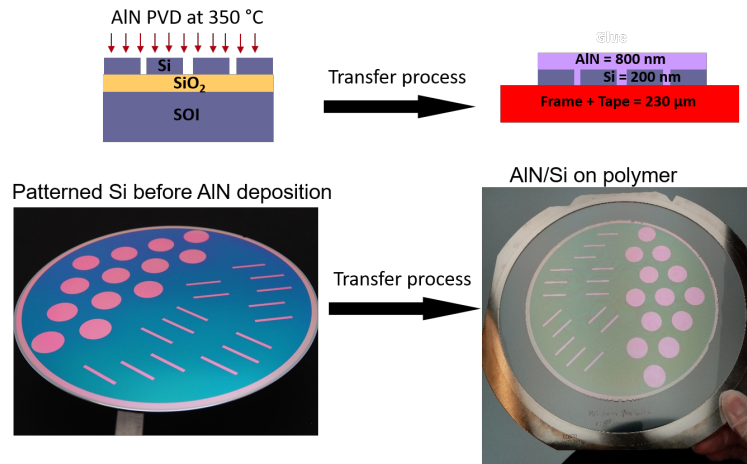 AlN PVD at 350 °C
Si
SiO₂
SOI
Transfer process
Glue
AlN = 800 nm
Si = 200 nm
Frame + Tape = 230 µm
Patterned Si before AlN deposition
Transfer process
AlN/Si on polymer